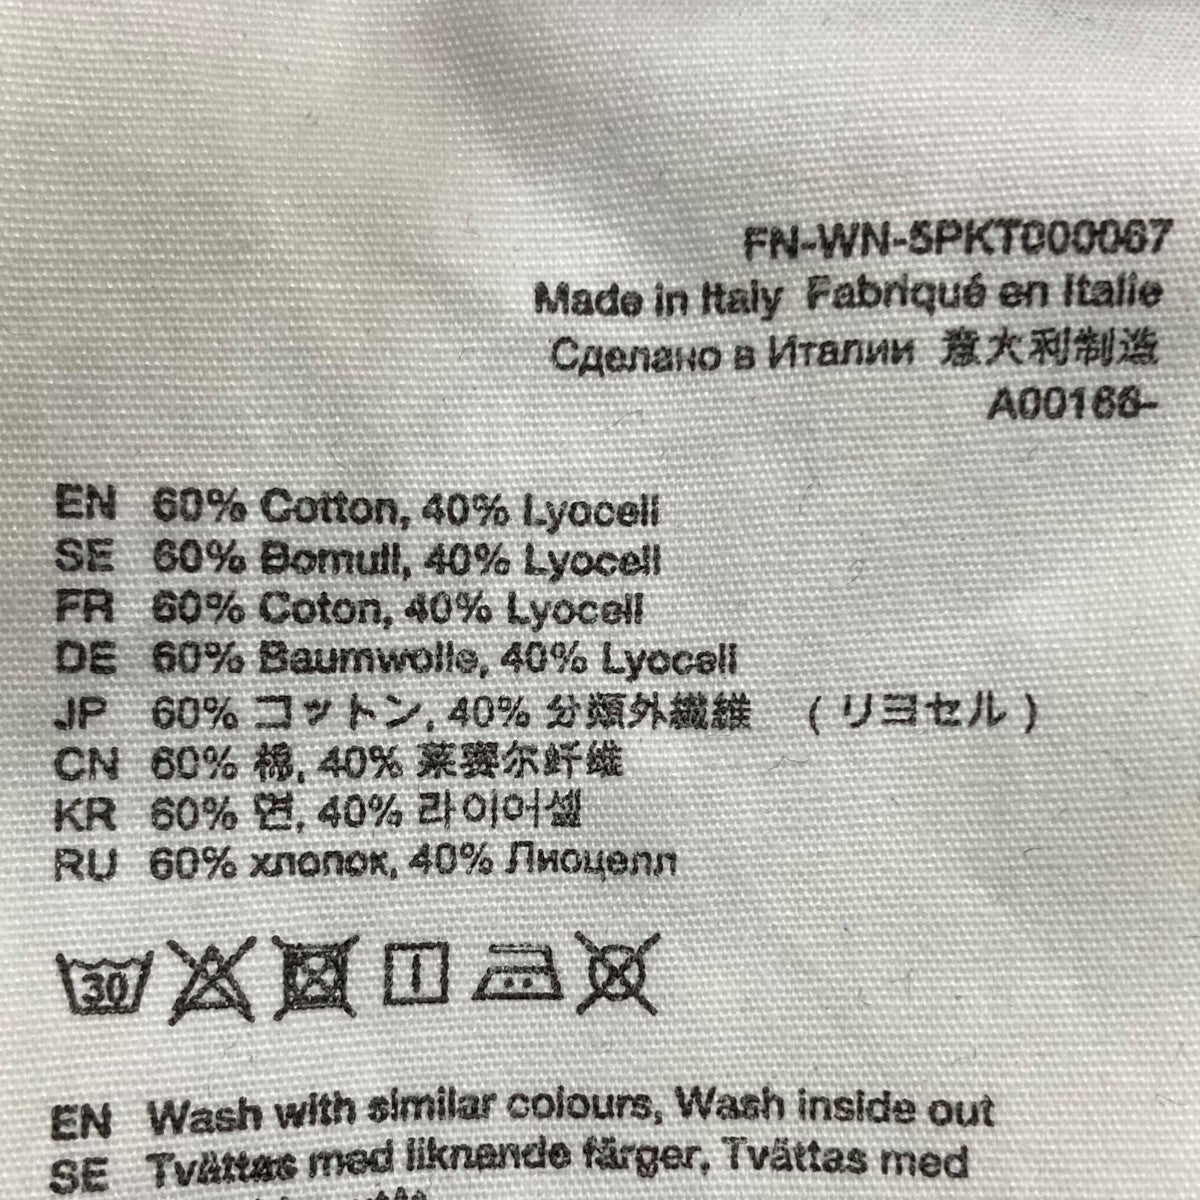 FN-WN-5PKT000067
Made in Italy Fabriqué en Italie
Сделано в Италии 意大利制造
A00166-
EN 60% Cotton, 40% Lyocell
SE 60% Bomull, 40% Lyocell
FR 60% Coton, 40% Lyocell
DE 60% Baumwolle, 40% Lyocell
JP 60% コットン, 40% 分類外繊維 (リヨセル)
CN 60% 棉, 40% 莱赛尔纤维
KR 60% 면, 40% 라이어셀
RU 60% хлопок, 40% Лиоцелл
30
EN Wash with similar colours, Wash inside out
SE Tvättas med liknande färger, Tvättas med